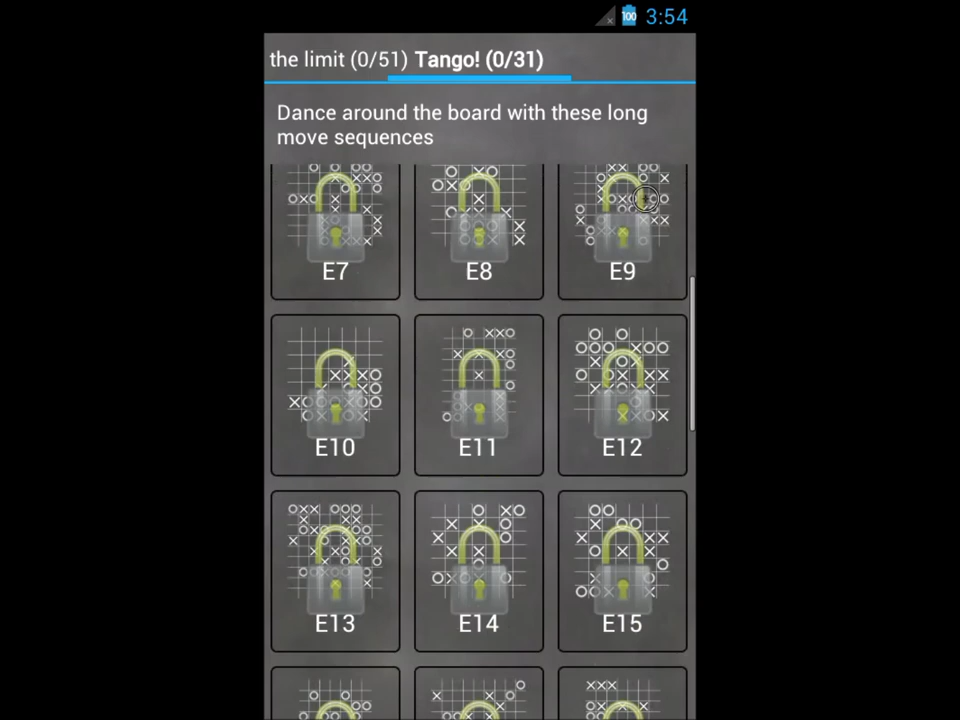 100 3:54
the limit (0/51) Tango! (0/31)
Dance around the board with these long
move sequences
E7 E8 E9
E10 E11 E12
E13 E14 E15